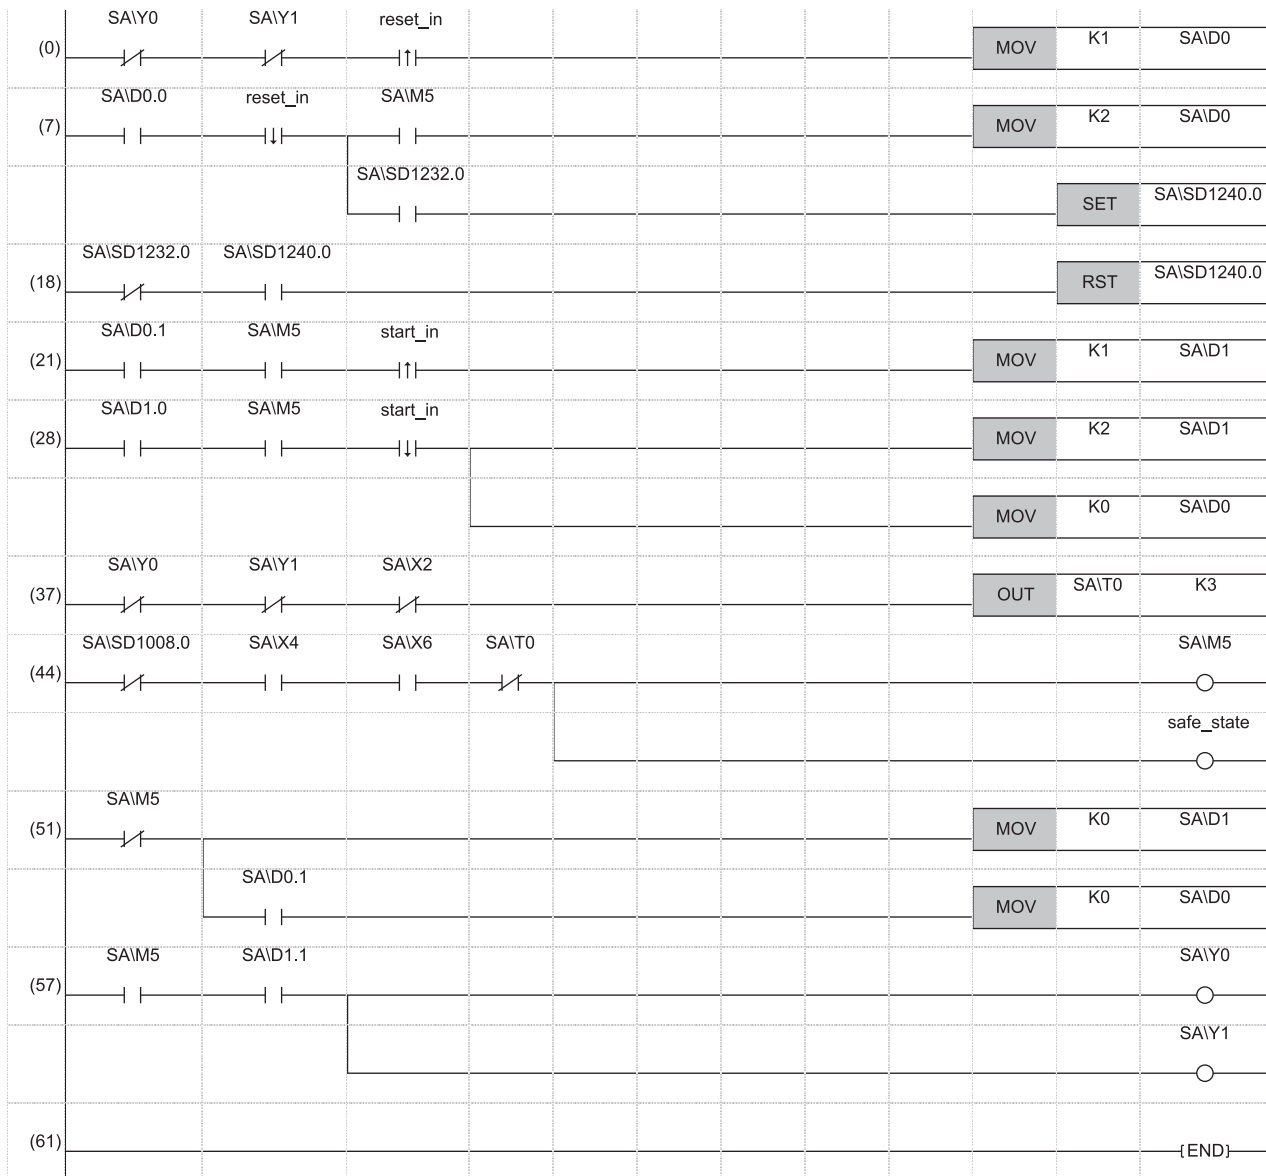 SA\Y0 SA\Y1 reset_in
(0) MOV K1 SA\D0
SA\D0.0 reset_in SA\M5
(7) MOV K2 SA\D0
SA\SD1232.0
SET SA\SD1240.0
SA\SD1232.0 SA\SD1240.0
(18) RST SA\SD1240.0
SA\D0.1 SA\M5 start_in
(21) MOV K1 SA\D1
SA\D1.0 SA\M5 start_in
(28) MOV K2 SA\D1
MOV K0 SA\D0
SA\Y0 SA\Y1 SA\X2
(37) OUT SA\T0 K3
SA\SD1008.0 SA\X4 SA\X6 SA\T0 SA\M5
(44)
safe_state
SA\M5
(51) MOV K0 SA\D1
SA\D0.1
MOV K0 SA\D0
SA\M5 SA\D1.1 SA\Y0
(57)
SA\Y1
(61) [END]